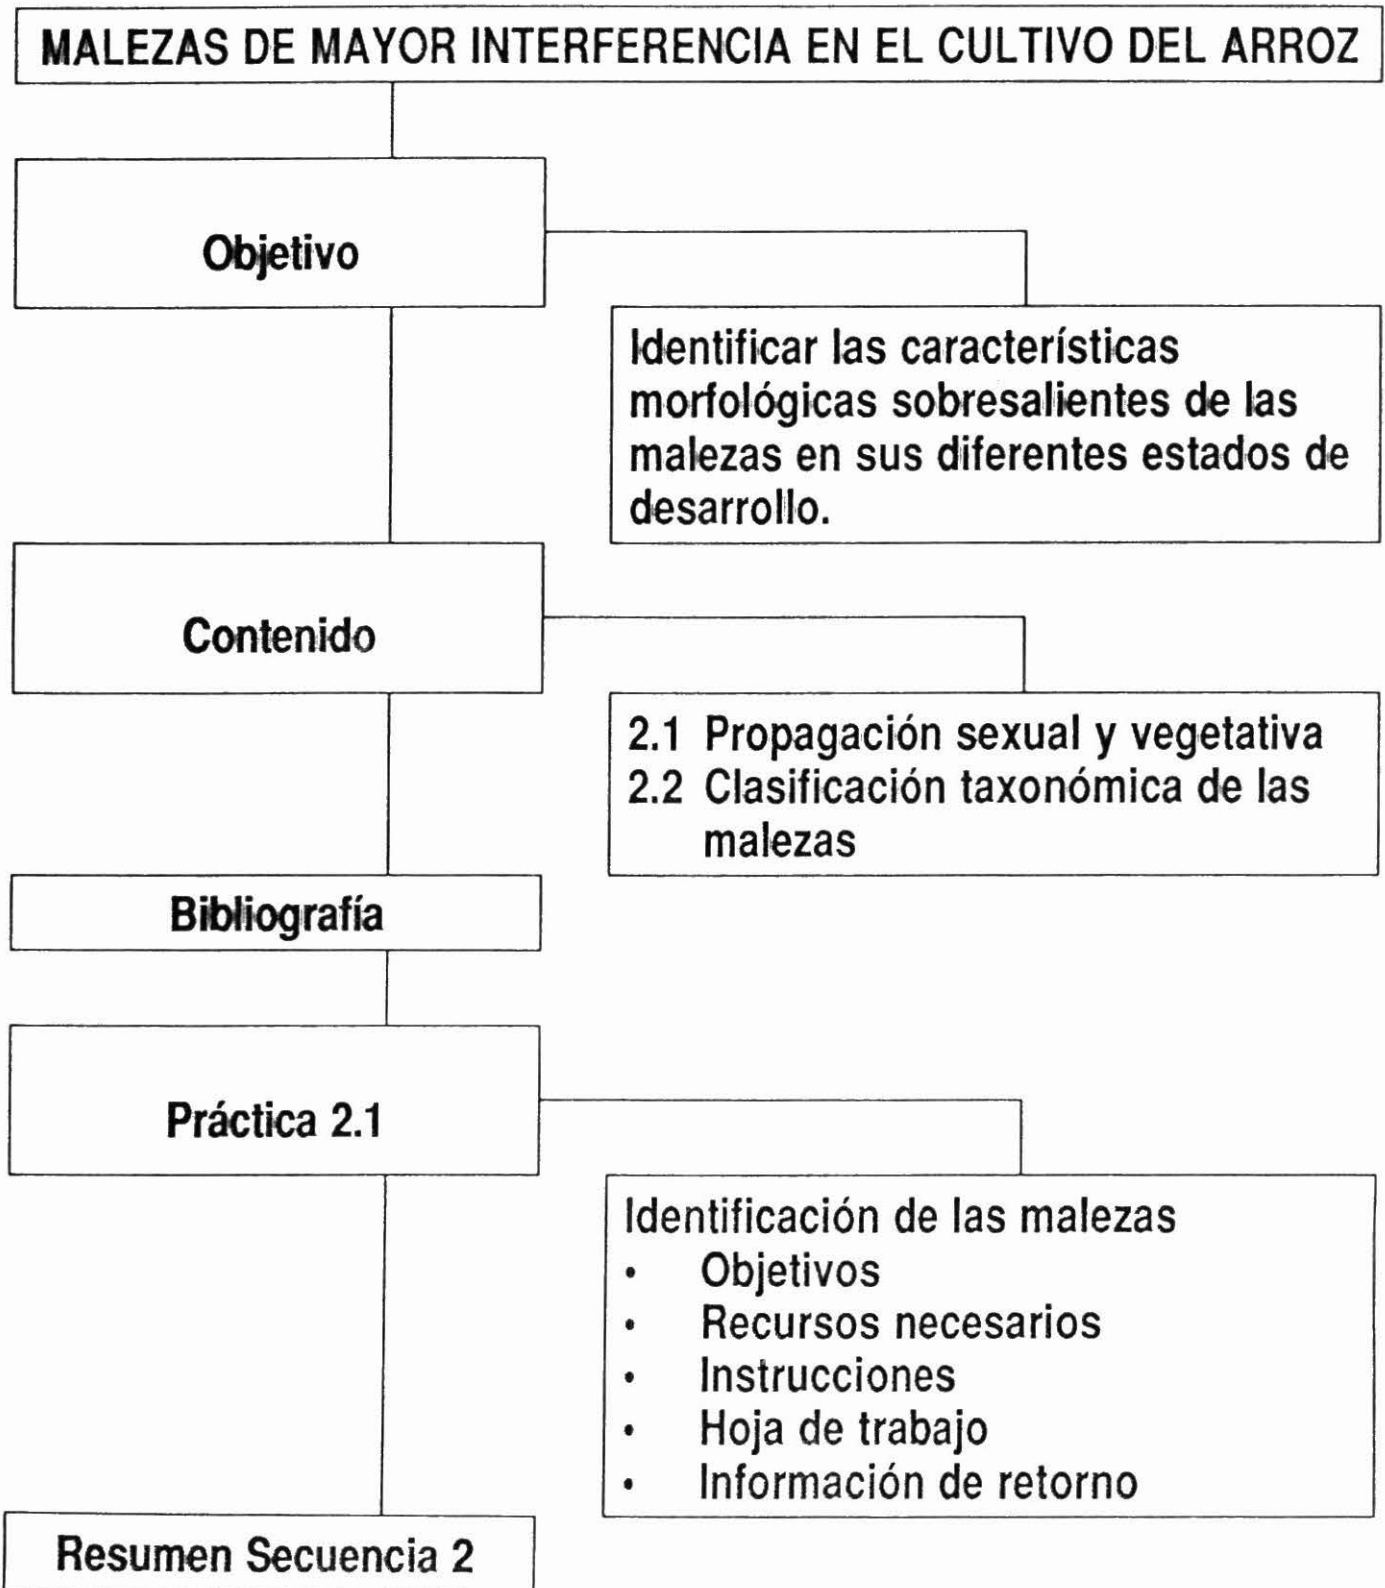 MALEZAS DE MAYOR INTERFERENCIA EN EL CULTIVO DEL ARROZ
Objetivo
Identificar las características
morfológicas sobresalientes de las
malezas en sus diferentes estados de
desarrollo.
Contenido
2.1 Propagación sexual y vegetativa
2.2 Clasificación taxonómica de las
malezas
Bibliografía
Práctica 2.1
Identificación de las malezas
• Objetivos
• Recursos necesarios
• Instrucciones
• Hoja de trabajo
• Información de retorno
Resumen Secuencia 2